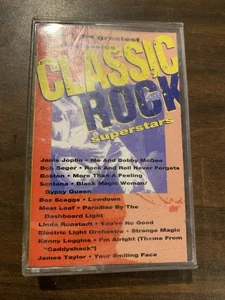 the greatest
classics
CLASSIC
ROCK
superstars
Janis Joplin • Me And Bobby McGee
Bob Seger • Rock And Roll Never Forgets
Boston • More Than A Feeling
Santana • Black Magic Woman/
Gypsy Queen
Boz Scaggs • Lowdown
Meat Loaf • Paradise By The
Dashboard Light
Linda Ronstadt • You're No Good
Electric Light Orchestra • Strange Magic
Kenny Loggins • I'm Alright (Theme From
"Caddyshack")
James Taylor • Your Smiling Face